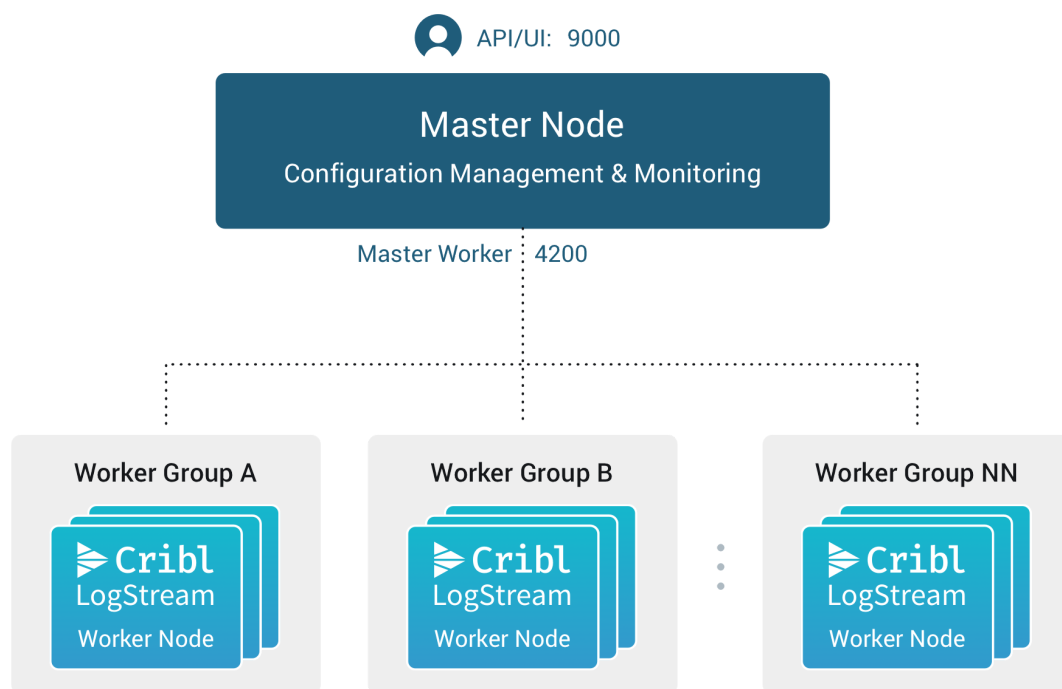 API/UI: 9000
Master Node
Configuration Management & Monitoring
Master Worker 4200
Worker Group A
Worker Group B
Worker Group NN
Cribl
LogStream
Worker Node
Cribl
LogStream
Worker Node
Cribl
LogStream
Worker Node